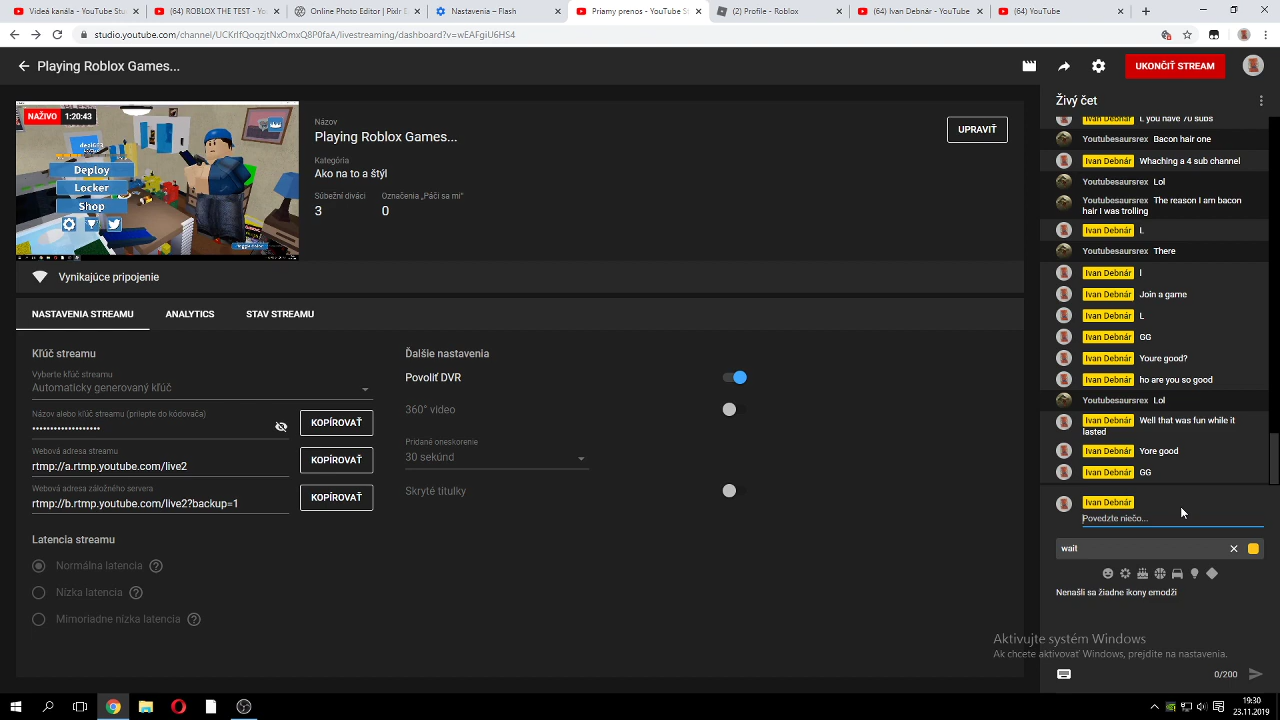 Videá kanála - YouTube S
(64) ROBLOX THE TEST - Yo
Online Photo Editor | Pixlr E
Nastavenia – Flash
Priamy prenos - YouTube St
(2) Profile - Roblox
(64) Ivan Debnár - YouTube
(64) YouTube
studio.youtube.com/channel/UCKrIfQoqzjtNxOmxQ8P0faA/livestreaming/dashboard?v=wEAFgiU6HS4
Playing Roblox Games...
UKONČIŤ STREAM
NAŽIVO 1:20:43
Deploy
Locker
Shop
Názov
Playing Roblox Games...
UPRAVIŤ
Kategória
Ako na to a štýl
Súbežní diváci
3
Označenia „Páči sa mi“
0
Vynikajúce pripojenie
NASTAVENIA STREAMU
ANALYTICS
STAV STREAMU
Kľúč streamu
Vyberte kľúč streamu
Automaticky generovaný kľúč
Názov alebo kľúč streamu (prilepte do kódovača)
KOPÍROVAŤ
Webová adresa streamu
rtmp://a.rtmp.youtube.com/live2
KOPÍROVAŤ
Webová adresa záložného servera
rtmp://b.rtmp.youtube.com/live2?backup=1
KOPÍROVAŤ
Latencia streamu
Normálna latencia
Nízka latencia
Mimoriadne nízka latencia
Ďalšie nastavenia
Povoliť DVR
360° video
Pridané oneskorenie
30 sekúnd
Skryté titulky
Živý čet
Ivan Debnár L you have 70 subs
Youtubesaursrex Bacon hair one
Ivan Debnár Whaching a 4 sub channel
Youtubesaursrex Lol
Youtubesaursrex The reason I am bacon
hair I was trolling
Ivan Debnár L
Youtubesaursrex There
Ivan Debnár I
Ivan Debnár Join a game
Ivan Debnár L
Ivan Debnár GG
Ivan Debnár Youre good?
Ivan Debnár ho are you so good
Youtubesaursrex Lol
Ivan Debnár Well that was fun while it
lasted
Ivan Debnár Yore good
Ivan Debnár GG
Ivan Debnár
Povedzte niečo...
wait
Nenašli sa žiadne ikony emodži
Aktivujte systém Windows
Ak chcete aktivovať Windows, prejdite na nastavenia.
0/200
19:30
23.11.2019